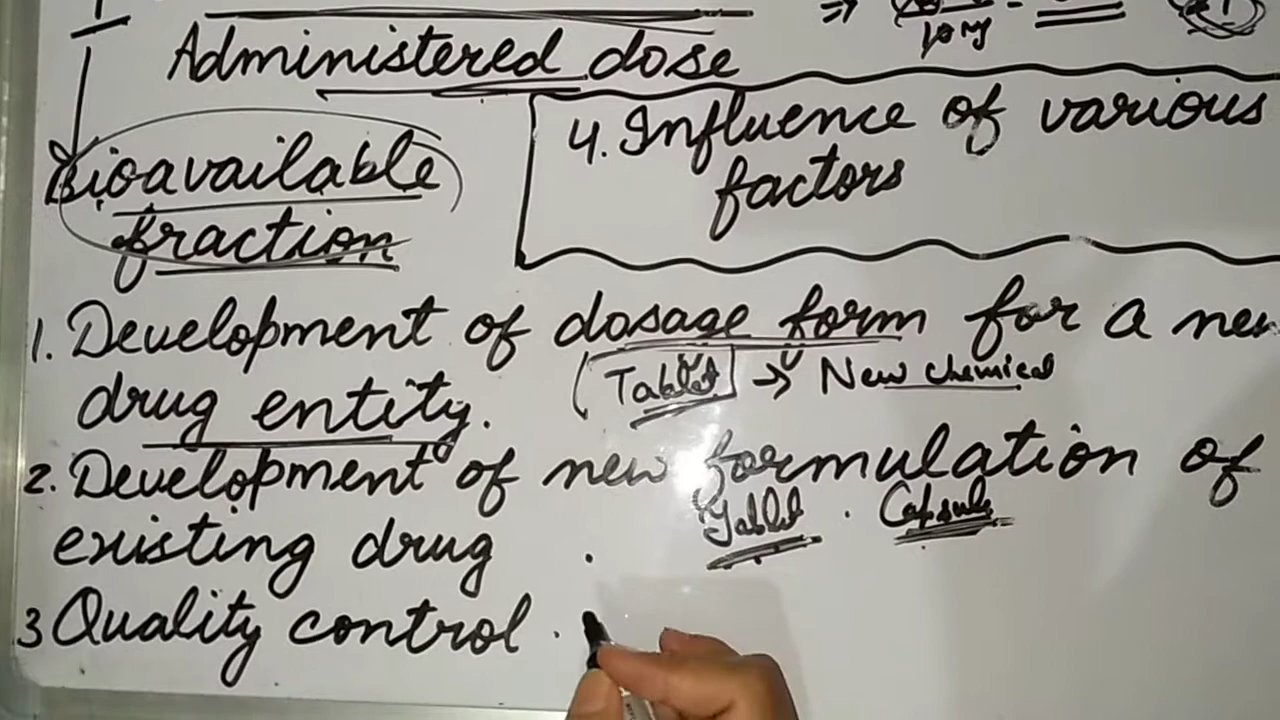 Administered dose
10mg
Bioavailable
fraction
4. Influence of various
factors
1. Development of dosage form for a new
drug entity.
(Tablet → New chemical
2. Development of new formulation of
Tablet . Capsule
existing drug .
3 Quality control .